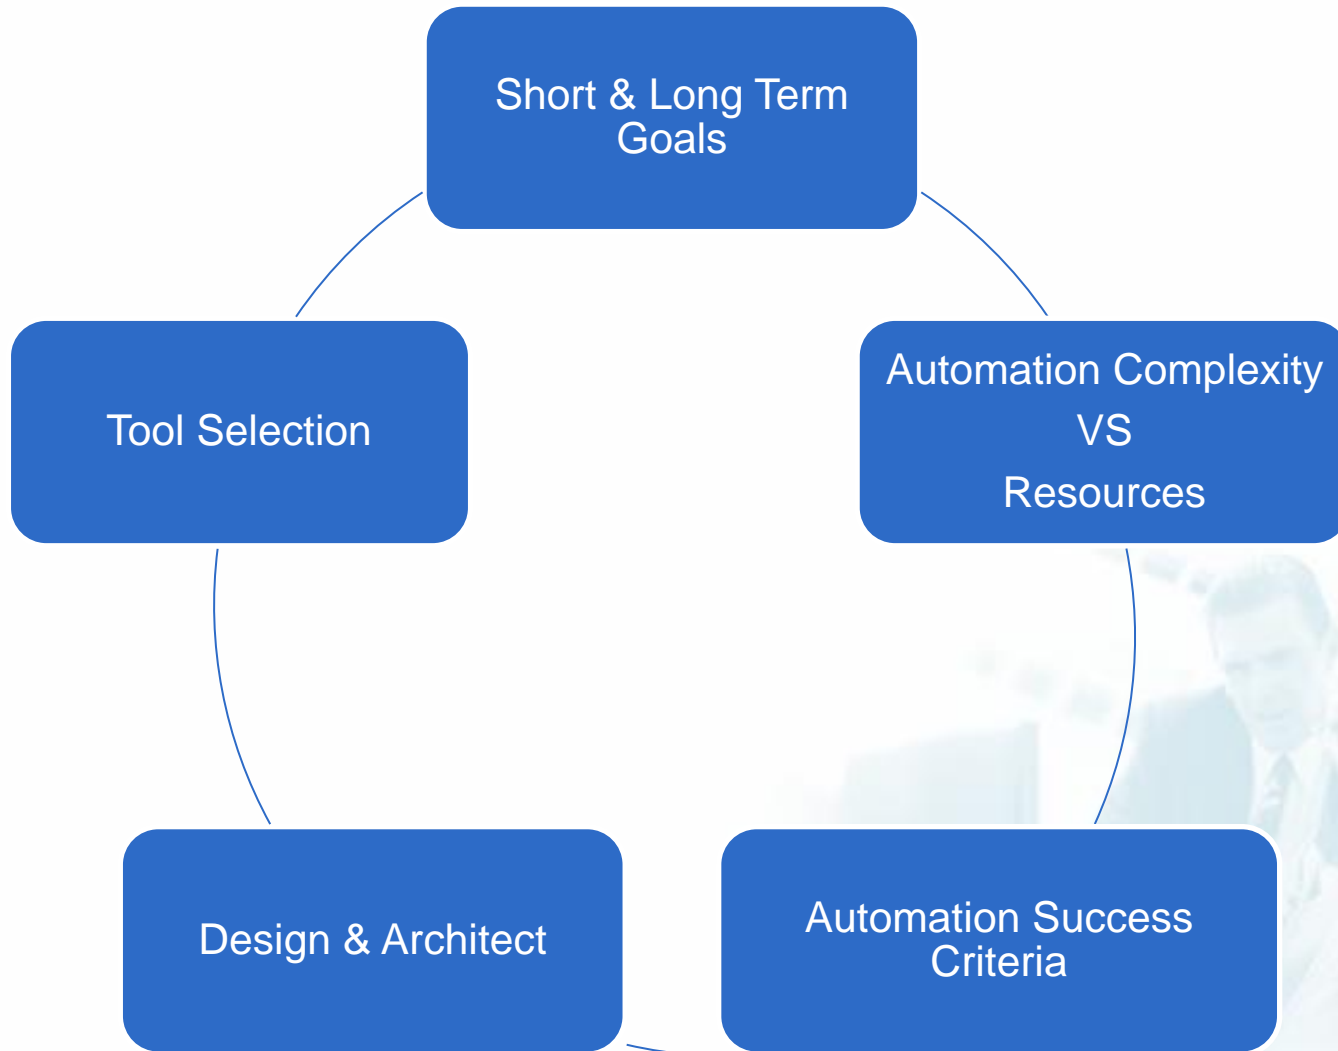 Short & Long Term
Goals
Tool Selection
Automation Complexity
VS
Resources
Design & Architect
Automation Success
Criteria